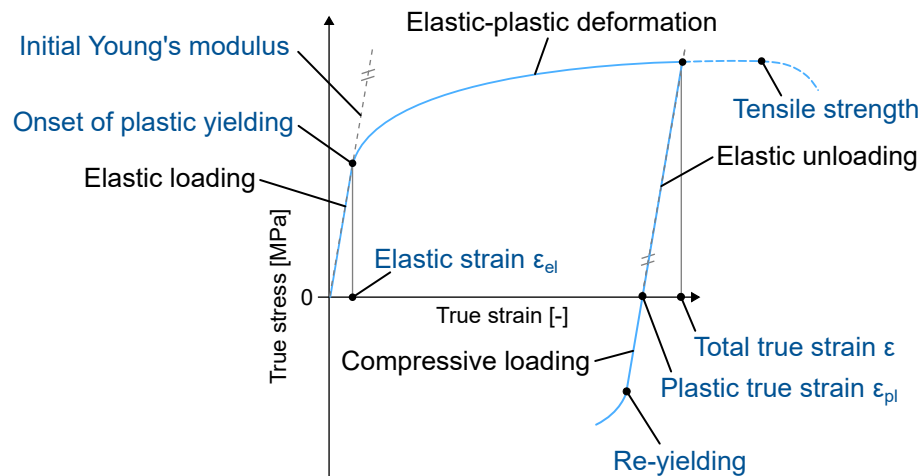 Elastic-plastic deformation
Initial Young's modulus
Tensile strength
Onset of plastic yielding
Elastic unloading
Elastic loading
True stress [MPa]
Elastic strain εel
0
True strain [-]
Total true strain ε
Compressive loading
Plastic true strain εpl
Re-yielding